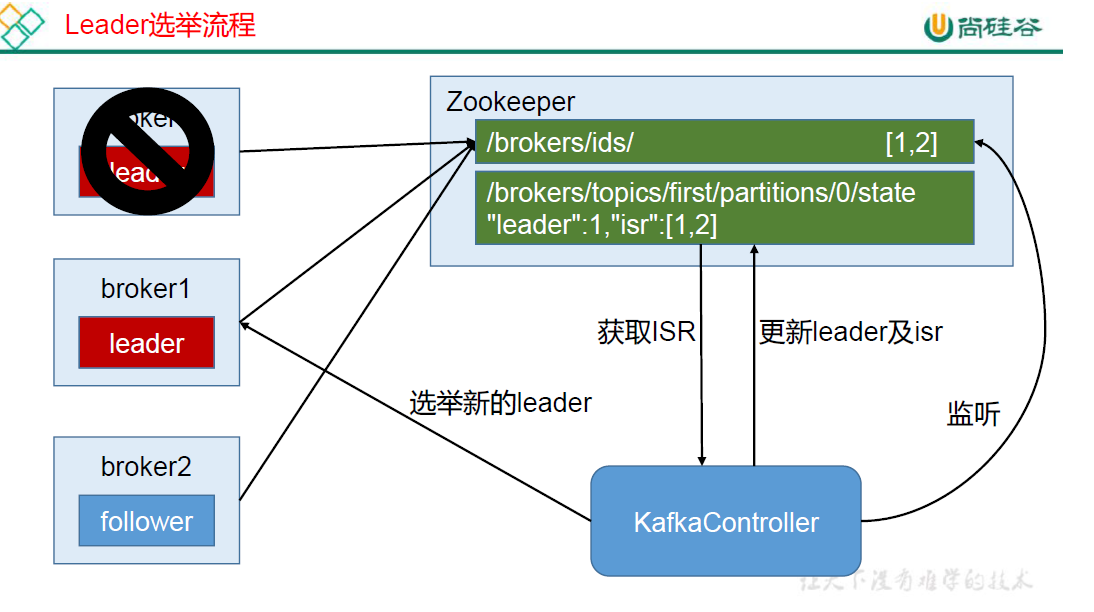 Leader选举流程
尚硅谷
Zookeeper
/brokers/ids/ [1,2]
/brokers/topics/first/partitions/0/state
"leader":1,"isr":[1,2]
broker1
leader
broker2
follower
获取ISR
更新leader及isr
选举新的leader
监听
KafkaController
让天下没有难学的技术